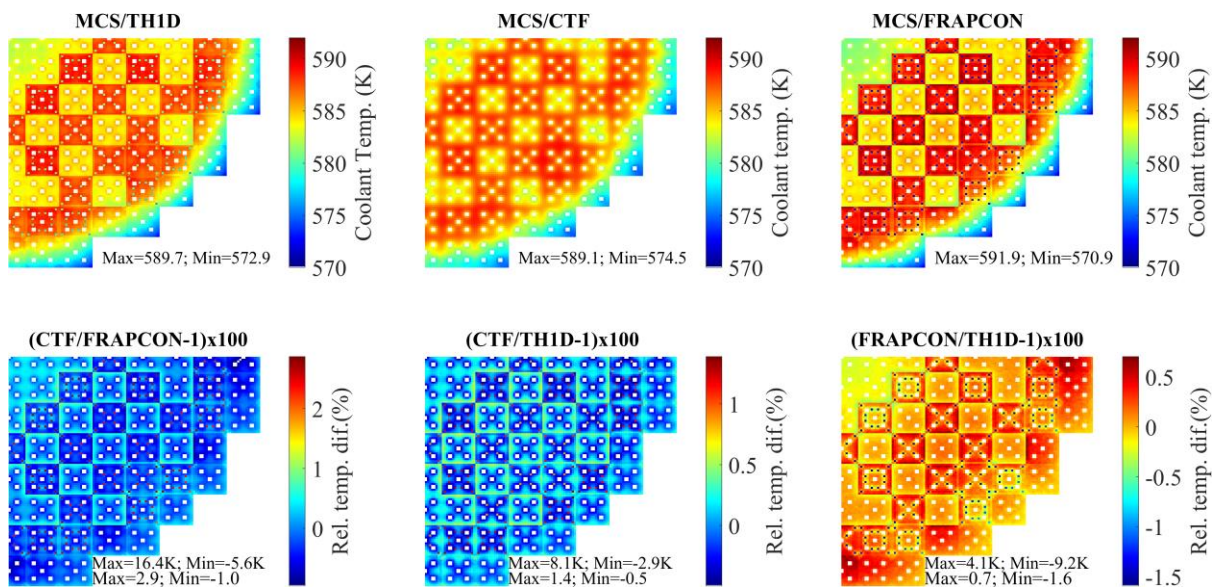 MCS/TH1D
590
585
580
575
570
Coolant Temp. (K)
Max=589.7; Min=572.9
MCS/CTF
590
585
580
575
570
Coolant temp. (K)
Max=589.1; Min=574.5
MCS/FRAPCON
590
585
580
575
570
Coolant temp. (K)
Max=591.9; Min=570.9
(CTF/FRAPCON-1)x100
2
1
0
Rel. temp. dif.(%)
Max=16.4K; Min=-5.6K
Max=2.9; Min=-1.0
(CTF/TH1D-1)x100
1
0.5
0
Rel. temp. dif.(%)
Max=8.1K; Min=-2.9K
Max=1.4; Min=-0.5
(FRAPCON/TH1D-1)x100
0.5
0
-0.5
-1
-1.5
Rel. temp. dif.(%)
Max=4.1K; Min=-9.2K
Max=0.7; Min=-1.6